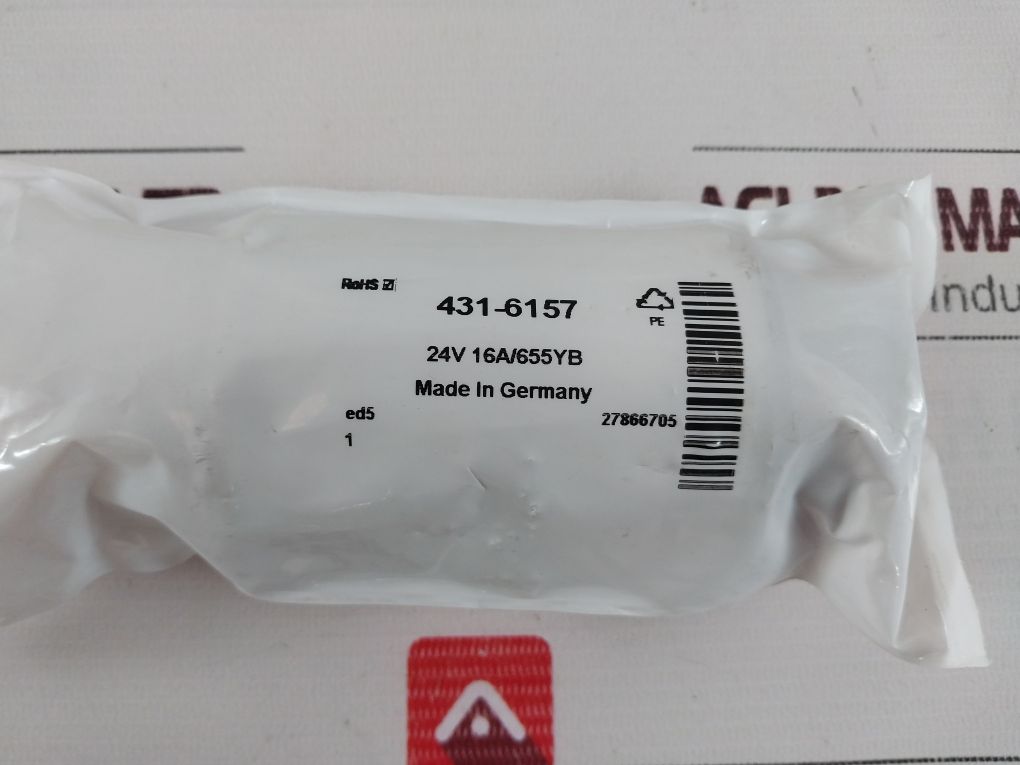 RoHS
431-6157
PE
24V 16A/655YB
Made In Germany
ed5
27866705
1